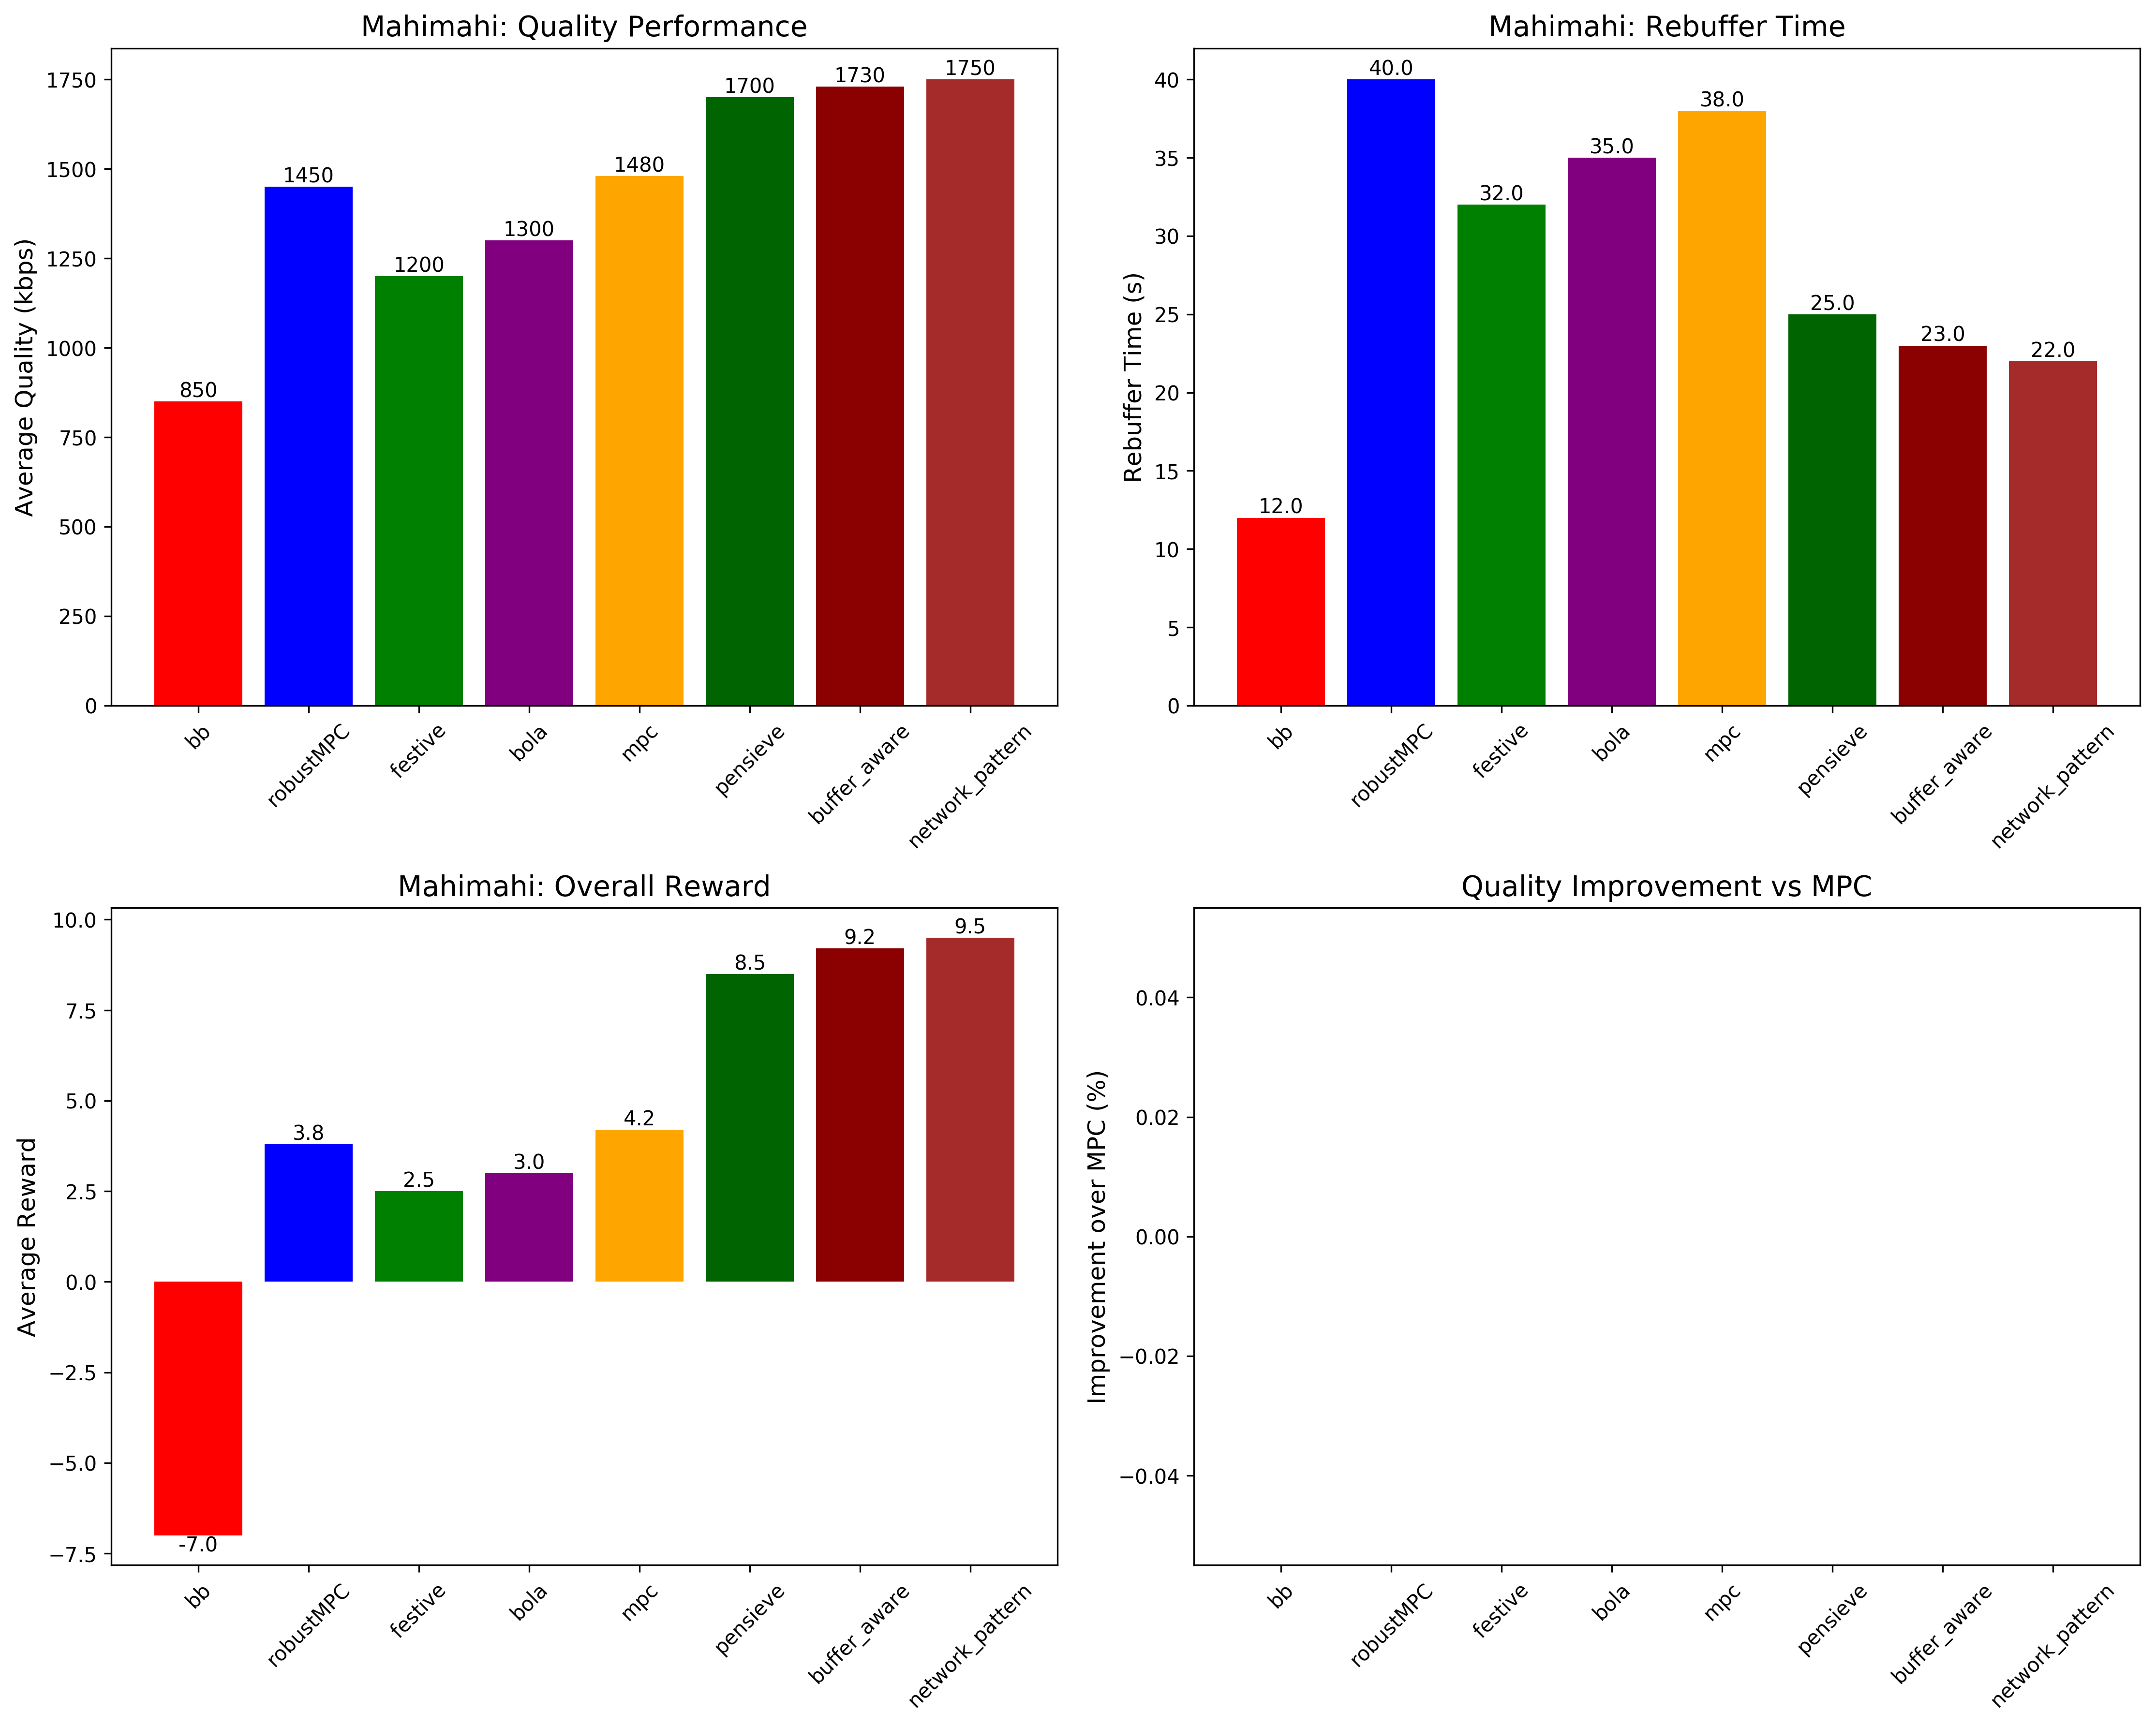 Mahimahi: Quality Performance
Average Quality (kbps)
1750
1500
1250
1000
750
500
250
0
850
1450
1200
1300
1480
1700
1730
1750
bb
robustMPC
festive
bola
mpc
pensieve
buffer_aware
network_pattern
Mahimahi: Rebuffer Time
Rebuffer Time (s)
40
35
30
25
20
15
10
5
0
12.0
40.0
32.0
35.0
38.0
25.0
23.0
22.0
bb
robustMPC
festive
bola
mpc
pensieve
buffer_aware
network_pattern
Mahimahi: Overall Reward
Average Reward
10.0
7.5
5.0
2.5
0.0
−2.5
−5.0
−7.5
-7.0
3.8
2.5
3.0
4.2
8.5
9.2
9.5
bb
robustMPC
festive
bola
mpc
pensieve
buffer_aware
network_pattern
Quality Improvement vs MPC
Improvement over MPC (%)
0.04
0.02
0.00
−0.02
−0.04
bb
robustMPC
festive
bola
mpc
pensieve
buffer_aware
network_pattern